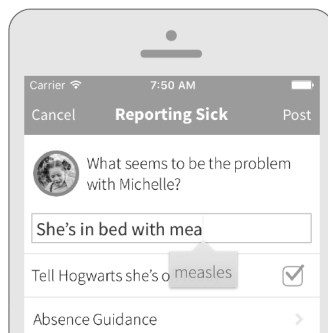 Carrier 7:50 AM
Cancel Reporting Sick Post
What seems to be the problem
with Michelle?
She's in bed with mea
measles
Tell Hogwarts she's o
Absence Guidance